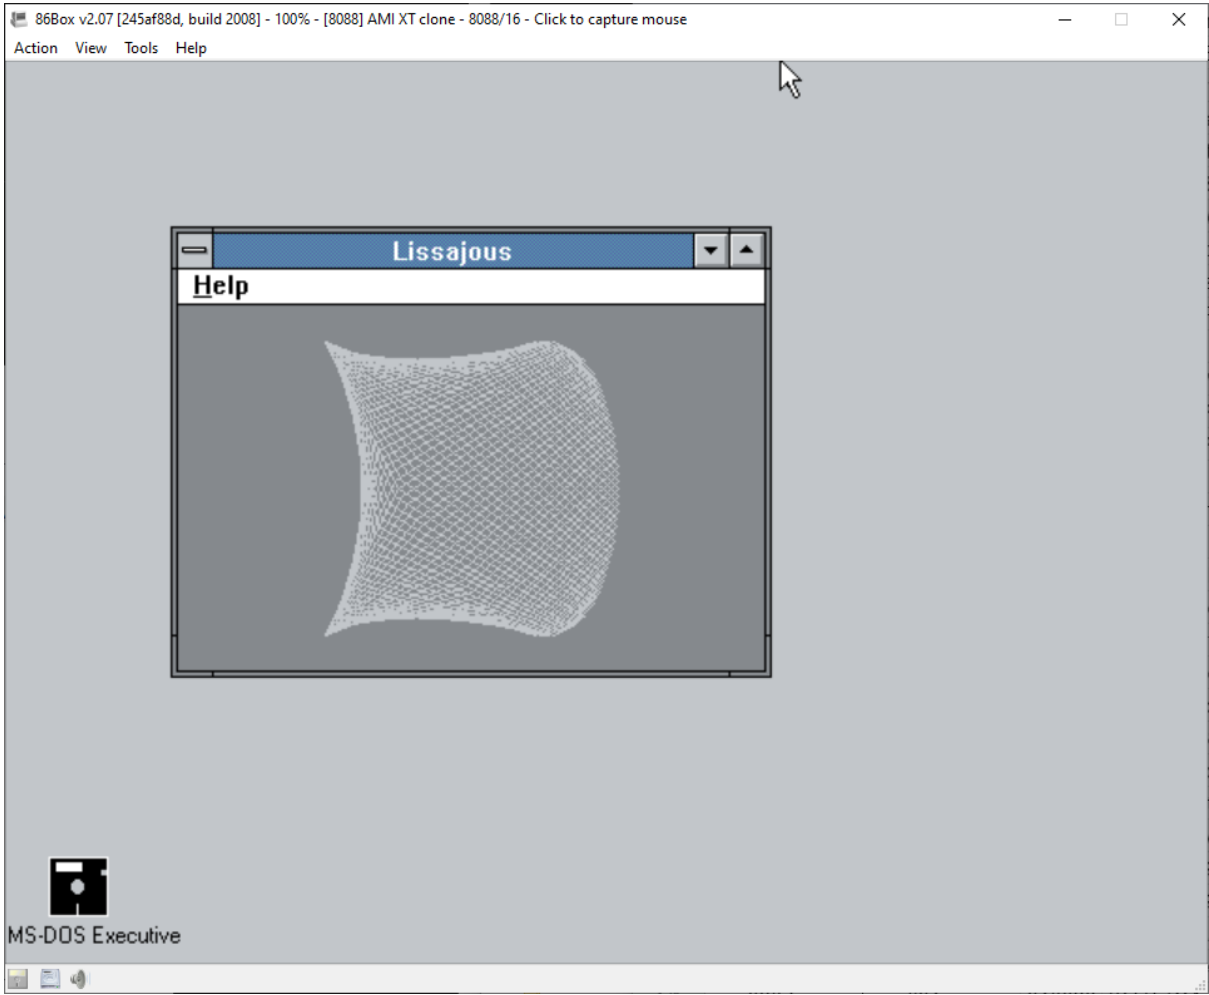 86Box v2.07 [245af88d, build 2008] - 100% - [8088] AMI XT clone - 8088/16 - Click to capture mouse
Action View Tools Help
Lissajous
Help
MS-DOS Executive